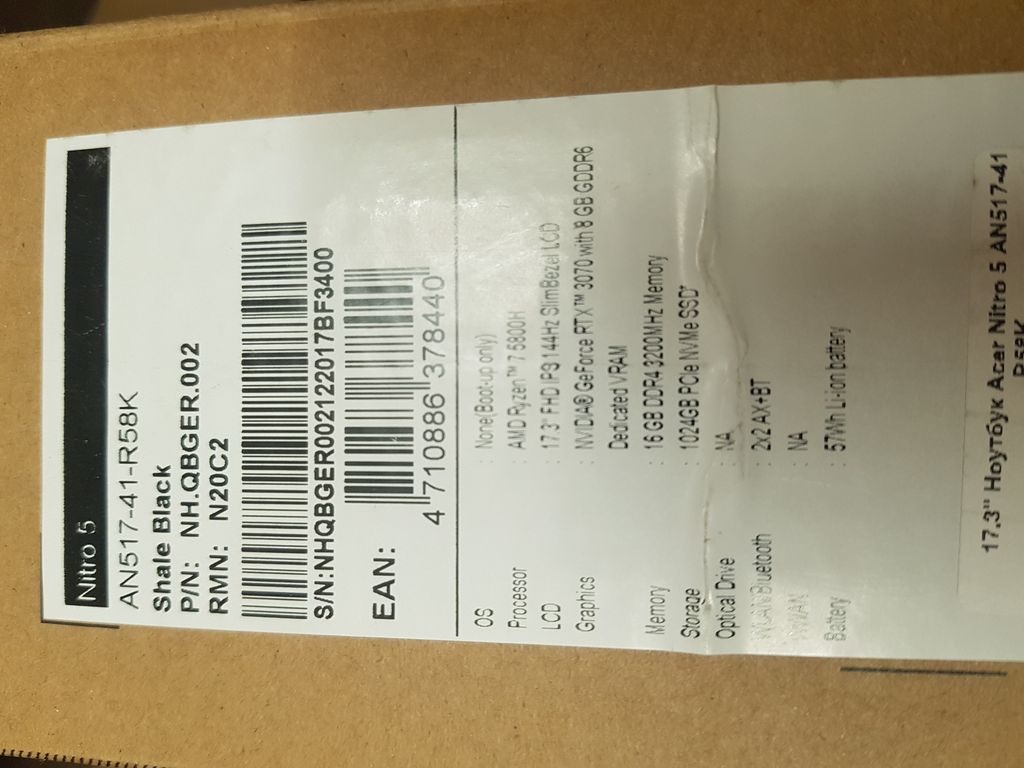 Nitro 5
AN517-41-R58K
Shale Black
P/N: NH.QBGER.002
RMN: N20C2
S/N:NHQBGER002122017BF3400
EAN:
4 710886 378440
OS : None(Boot-up only)
Processor : AMD Ryzen™ 7 5800H
LCD : 17.3" FHD IPS 144Hz SlimBezel LCD
Graphics : NVIDIA® GeForce RTX™ 3070 with 8 GB GDDR6
Dedicated VRAM
Memory : 16 GB DDR4 3200MHz Memory
Storage : 1024GB PCIe NVMe SSD*
Optical Drive : NA
WLAN/Bluetooth : 2x2 AX+BT
WWAN : NA
Battery : 57Wh Li-ion battery
17.3" Ноутбук Acer Nitro 5 AN517-41
R58K